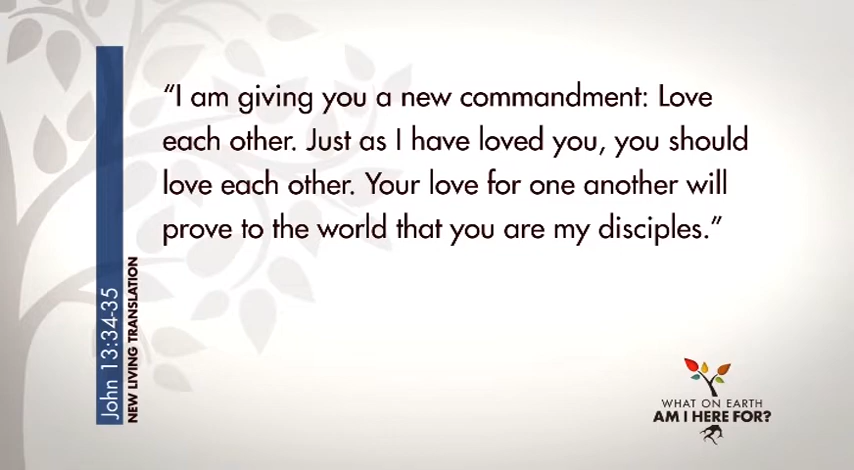 “I am giving you a new commandment: Love
each other. Just as I have loved you, you should
love each other. Your love for one another will
prove to the world that you are my disciples.”
John 13:34-35
NEW LIVING TRANSLATION
WHAT ON EARTH
AM I HERE FOR?